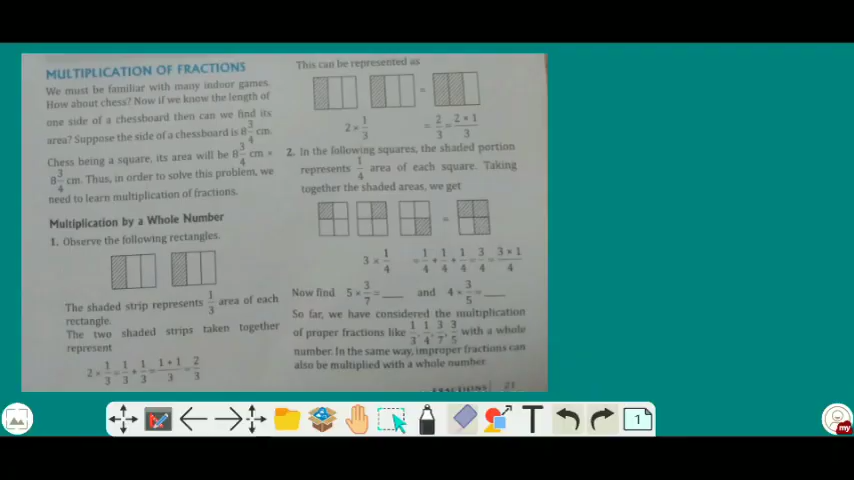 MULTIPLICATION OF FRACTIONS
We must be familiar with many indoor games.
How about chess? Now if we know the length of
one side of a chessboard then can we find its
area? Suppose the side of a chessboard is 8 3/4 cm.
Chess being a square, its area will be 8 3/4 cm ×
8 3/4 cm. Thus, in order to solve this problem, we
need to learn multiplication of fractions.
Multiplication by a Whole Number
1. Observe the following rectangles.
The shaded strip represents 1/3 area of each
rectangle.
The two shaded strips taken together
represent
2 × 1/3 = 1/3 + 1/3 = 1 + 1/3 = 2/3
This can be represented as
=
2 × 1/3 = 2/3 = 2 × 1/3
2. In the following squares, the shaded portion
represents 1/4 area of each square. Taking
together the shaded areas, we get
=
3 × 1/4 = 1/4 + 1/4 + 1/4 = 3/4 = 3 × 1/4
Now find 5 × 3/7 = ___ and 4 × 3/5 = ___
So far, we have considered the multiplication
of proper fractions like 1/3, 1/4, 3/7, 3/5 with a whole
number. In the same way, improper fractions can
also be multiplied with a whole number.
FRACTIONS 21
T
1
my